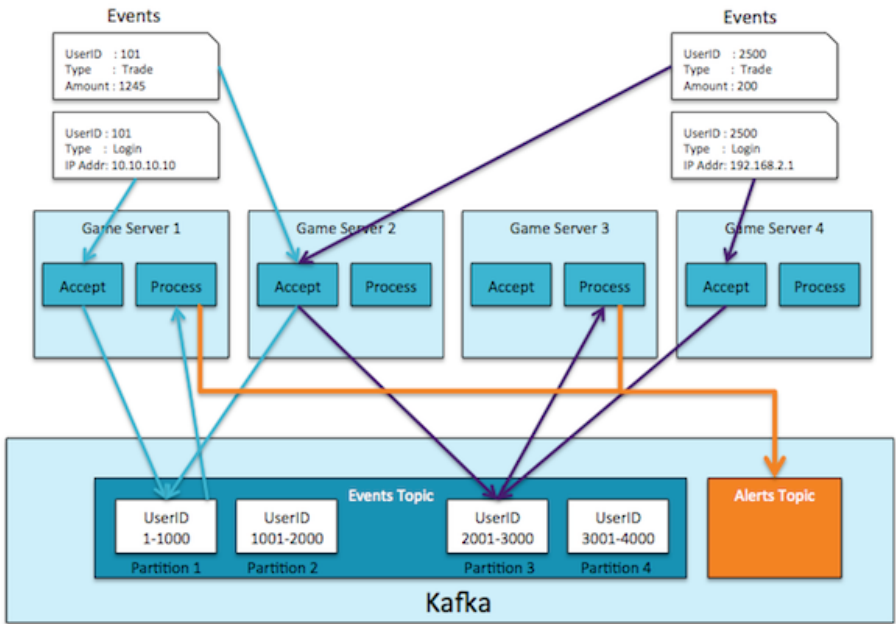 Events
Events
UserID : 101
Type : Trade
Amount : 1245
UserID : 2500
Type : Trade
Amount : 200
UserID : 101
Type : Login
IP Addr: 10.10.10.10
UserID : 2500
Type : Login
IP Addr: 192.168.2.1
Game Server 1
Game Server 2
Game Server 3
Game Server 4
Accept
Process
Accept
Process
Accept
Process
Accept
Process
Events Topic
Alerts Topic
UserID
1-1000
UserID
1001-2000
UserID
2001-3000
UserID
3001-4000
Partition 1
Partition 2
Partition 3
Partition 4
Kafka